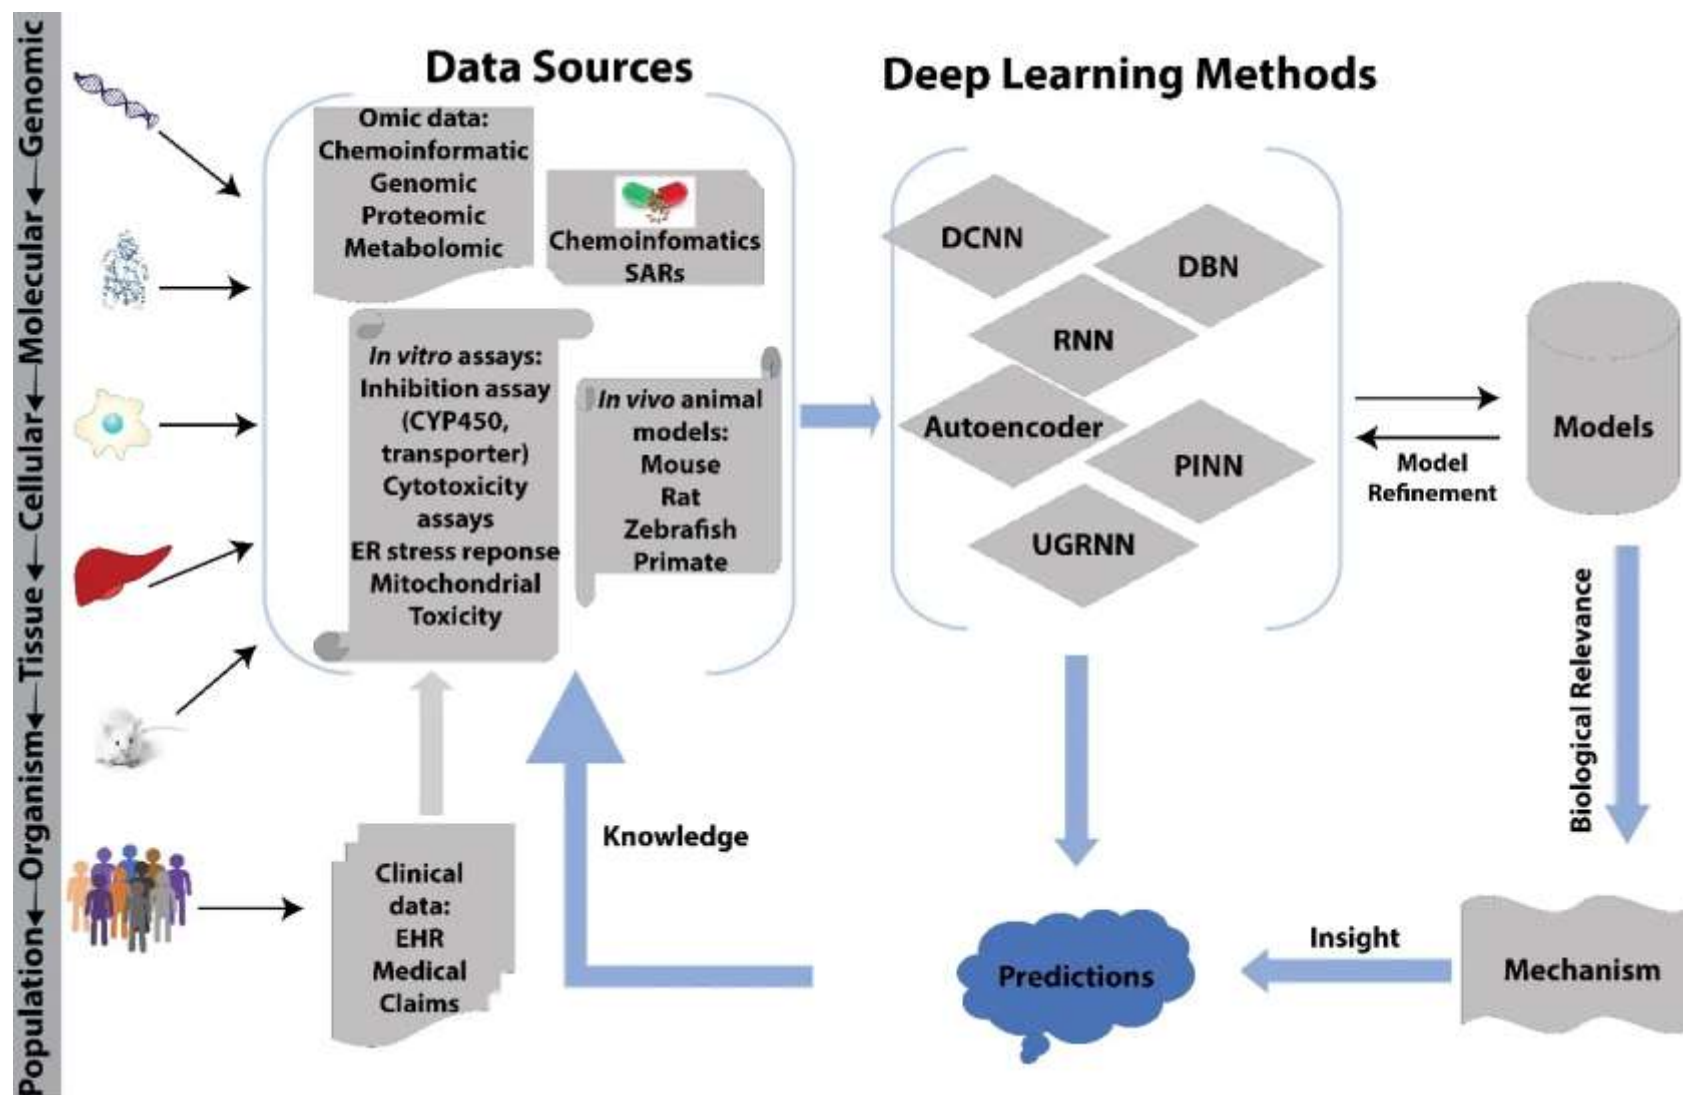 Population←Organism←Tissue←Cellular←Molecular←Genomic
Data Sources
Omic data:
Chemoinformatic
Genomic
Proteomic
Metabolomic
Chemoinfomatics
SARs
In vitro assays:
Inhibition assay
(CYP450,
transporter)
Cytotoxicity
assays
ER stress reponse
Mitochondrial
Toxicity
In vivo animal
models:
Mouse
Rat
Zebrafish
Primate
Clinical
data:
EHR
Medical
Claims
Knowledge
Deep Learning Methods
DCNN
DBN
RNN
Autoencoder
PINN
UGRNN
Model
Refinement
Models
Biological Relevance
Mechanism
Insight
Predictions